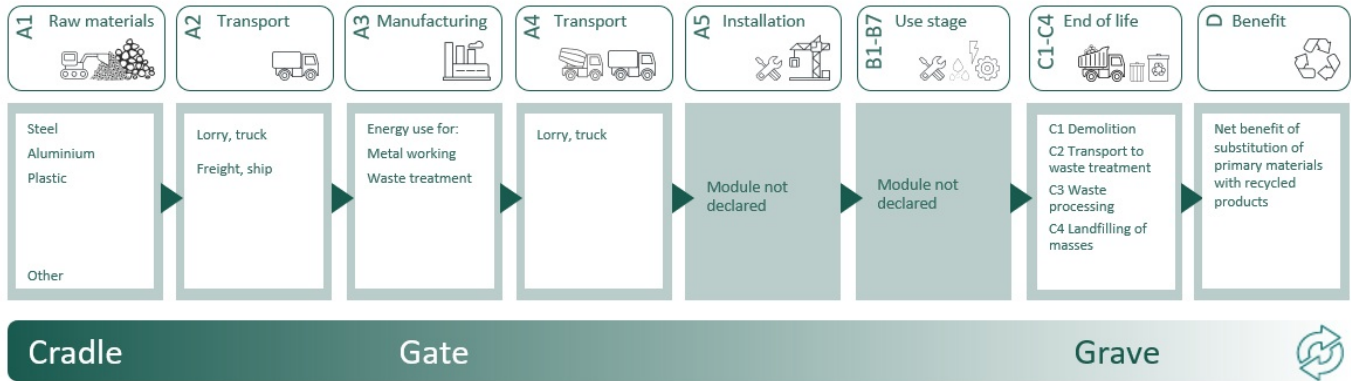 A1 Raw materials
A2 Transport
A3 Manufacturing
A4 Transport
A5 Installation
B1-B7 Use stage
C1-C4 End of life
D Benefit
Steel
Aluminium
Plastic
Other
Lorry, truck
Freight, ship
Energy use for:
Metal working
Waste treatment
Lorry, truck
Module not
declared
Module not
declared
C1 Demolition
C2 Transport to
waste treatment
C3 Waste
processing
C4 Landfilling of
masses
Net benefit of
substitution of
primary materials
with recycled
products
Cradle
Gate
Grave